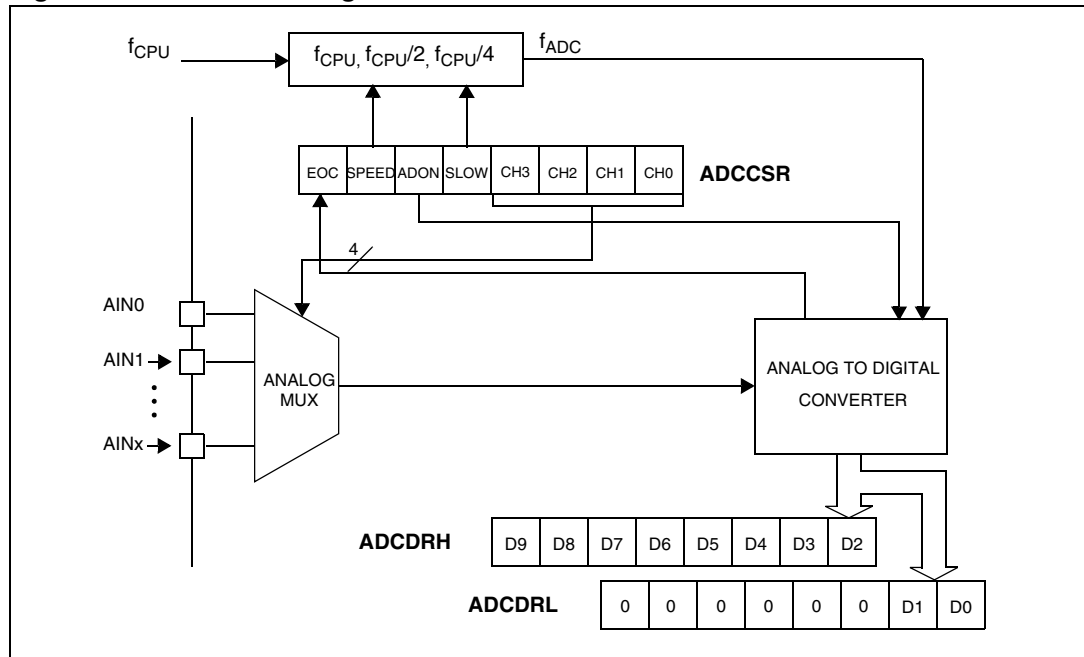 fCPU
fCPU, fCPU/2, fCPU/4
fADC
EOC SPEED ADON SLOW CH3 CH2 CH1 CH0
ADCCSR
4
AIN0
AIN1
AINx
ANALOG
MUX
ANALOG TO DIGITAL
CONVERTER
ADCDRH
D9 D8 D7 D6 D5 D4 D3 D2
ADCDRL
0 0 0 0 0 0 D1 D0